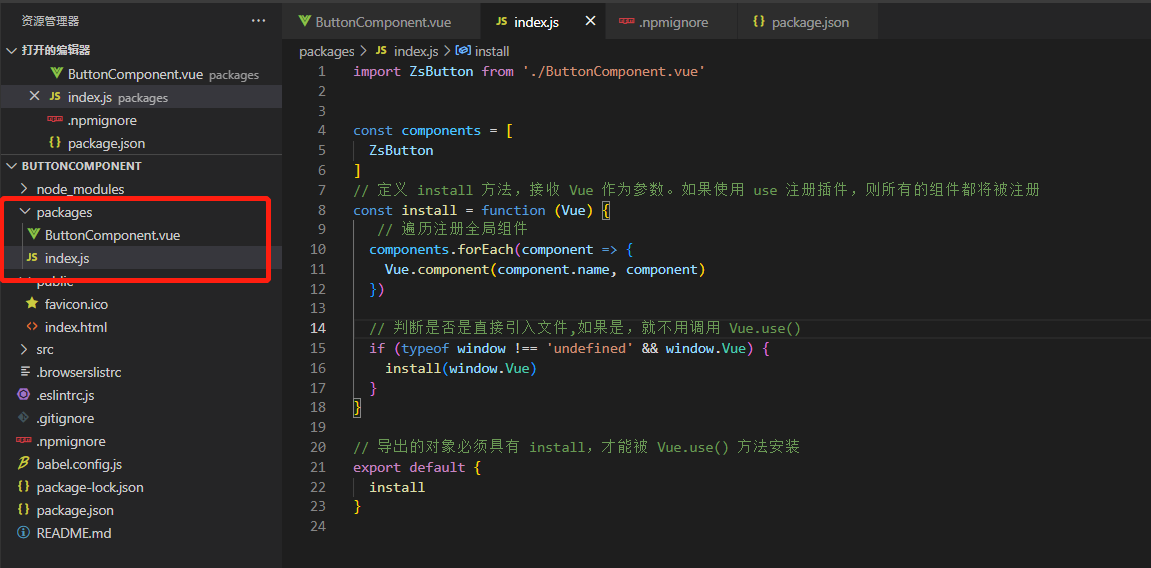 资源管理器 ···
打开的编辑器
ButtonComponent.vue packages
JS index.js packages
.npmignore
{} package.json
BUTTONCOMPONENT
node_modules
packages
ButtonComponent.vue
JS index.js
public
favicon.ico
<> index.html
src
.browserslistrc
.eslintrc.js
.gitignore
.npmignore
babel.config.js
{} package-lock.json
{} package.json
README.md
ButtonComponent.vue JS index.js .npmignore {} package.json
packages > JS index.js > install
1 import ZsButton from './ButtonComponent.vue'
2
3
4 const components = [
5 ZsButton
6 ]
7 // 定义 install 方法，接收 Vue 作为参数。如果使用 use 注册插件，则所有的组件都将被注册
8 const install = function (Vue) {
9 // 遍历注册全局组件
10 components.forEach(component => {
11 Vue.component(component.name, component)
12 })
13
14 // 判断是否是直接引入文件,如果是，就不用调用 Vue.use()
15 if (typeof window !== 'undefined' && window.Vue) {
16 install(window.Vue)
17 }
18 }
19
20 // 导出的对象必须具有 install，才能被 Vue.use() 方法安装
21 export default {
22 install
23 }
24